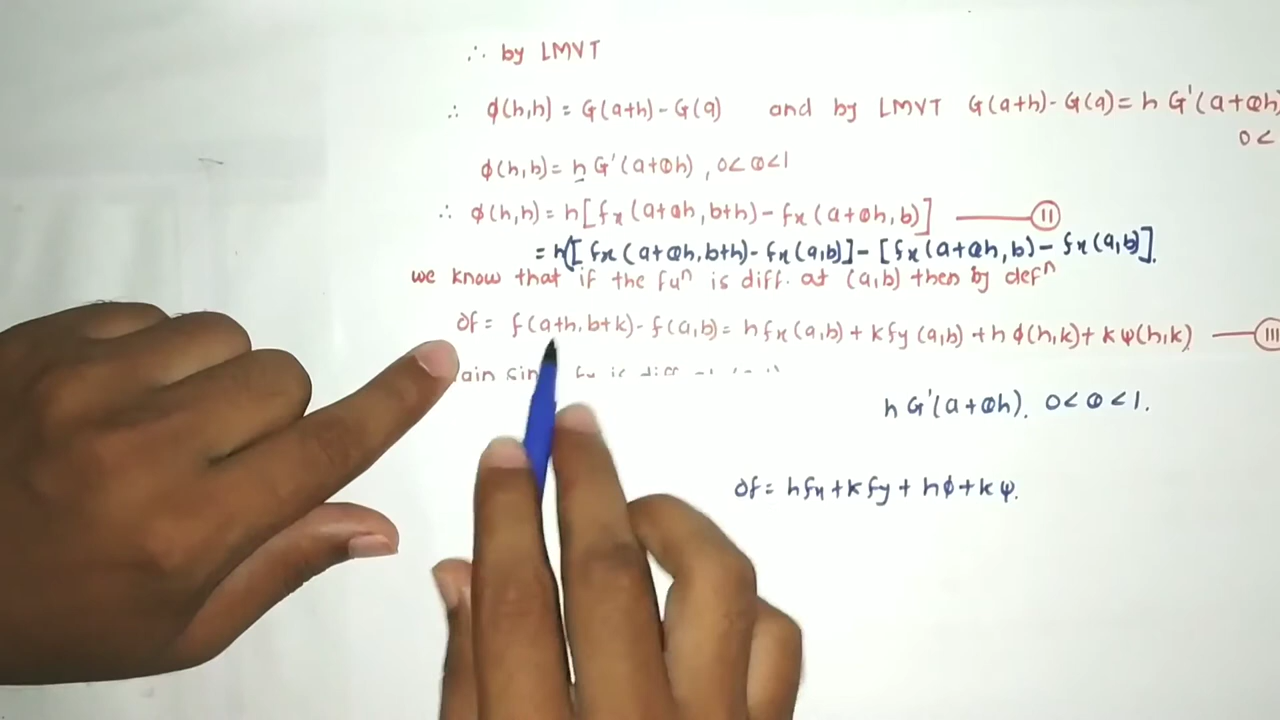 ∴ by LMVT
∴ ϕ(h,h) = G(a+h) - G(a) and by LMVT G(a+h) - G(a) = h G'(a+θh)
0<
ϕ(h,h) = h G'(a+θh) , 0<θ<1
∴ ϕ(h,h) = h[fx(a+θh, b+h) - fx(a+θh, b)] —— II
= h([fx(a+θh, b+h) - fx(a,b)] - [fx(a+θh, b) - fx(a,b)].
we know that if the fuⁿ is diff. at (a,b) then by defⁿ
δf = f(a+h, b+k) - f(a,b) = h fx(a,b) + k fy(a,b) + h ϕ(h,k) + k ψ(h,k) —— III
h G'(a+θh). 0<θ<1.
δf = hfx + kfy + hϕ + kψ.